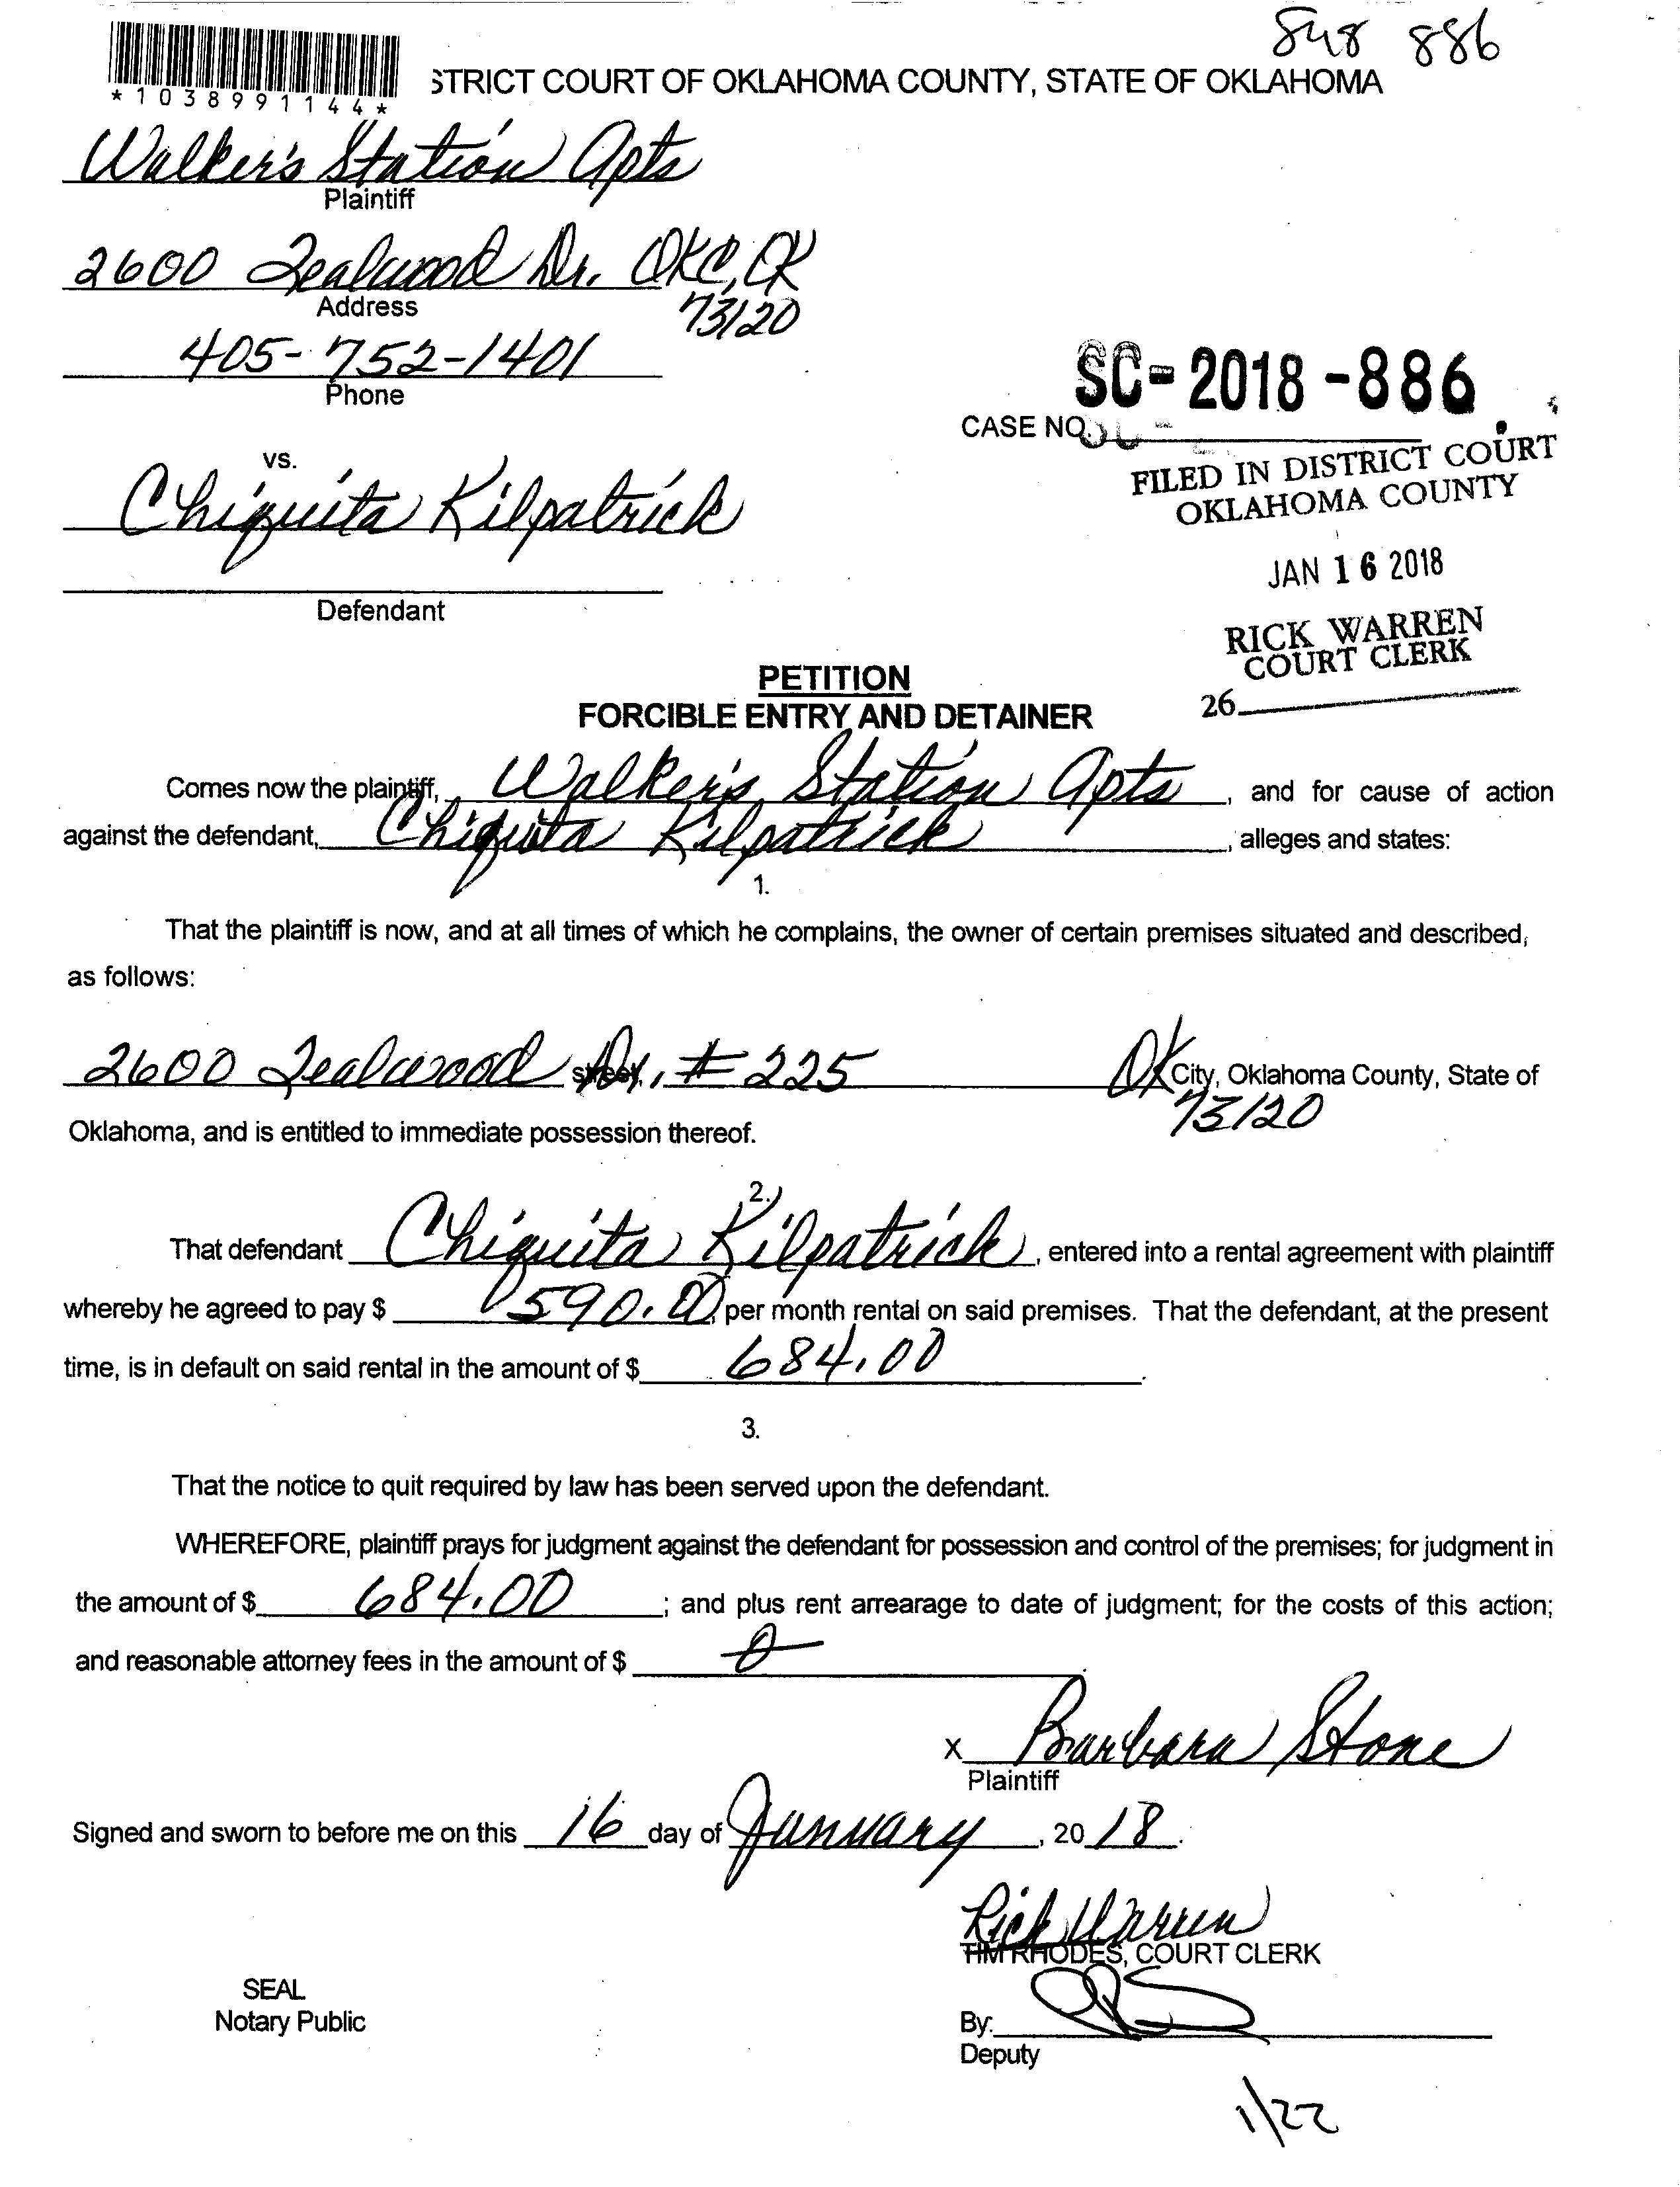 848 886
*1038991144*
STRICT COURT OF OKLAHOMA COUNTY, STATE OF OKLAHOMA
Walker's Station Apts
Plaintiff
2600 Tealwood Dr. OKC, OK
Address
73120
405-752-1401
Phone
SC-2018-886
CASE NO.
vs.
FILED IN DISTRICT COURT
OKLAHOMA COUNTY
Chiquita Kilpatrick
JAN 16 2018
Defendant
RICK WARREN
COURT CLERK
26
PETITION
FORCIBLE ENTRY AND DETAINER
Comes now the plaintiff, Walker's Station Apts, and for cause of action
against the defendant, Chiquita Kilpatrick, alleges and states:
1.
That the plaintiff is now, and at all times of which he complains, the owner of certain premises situated and described,
as follows:
2600 Tealwood Dr, # 225 OK City, Oklahoma County, State of
73120
Oklahoma, and is entitled to immediate possession thereof.
2.
That defendant Chiquita Kilpatrick, entered into a rental agreement with plaintiff
whereby he agreed to pay $ 590.00, per month rental on said premises. That the defendant, at the present
time, is in default on said rental in the amount of $ 684.00.
3.
That the notice to quit required by law has been served upon the defendant.
WHEREFORE, plaintiff prays for judgment against the defendant for possession and control of the premises; for judgment in
the amount of $ 684.00; and plus rent arrearage to date of judgment; for the costs of this action;
and reasonable attorney fees in the amount of $ 0.
X Barbara Stone
Plaintiff
Signed and sworn to before me on this 16 day of January, 20 18.
Rick Warren
TIM RHODES, COURT CLERK
SEAL
Notary Public
By:
Deputy
1/22